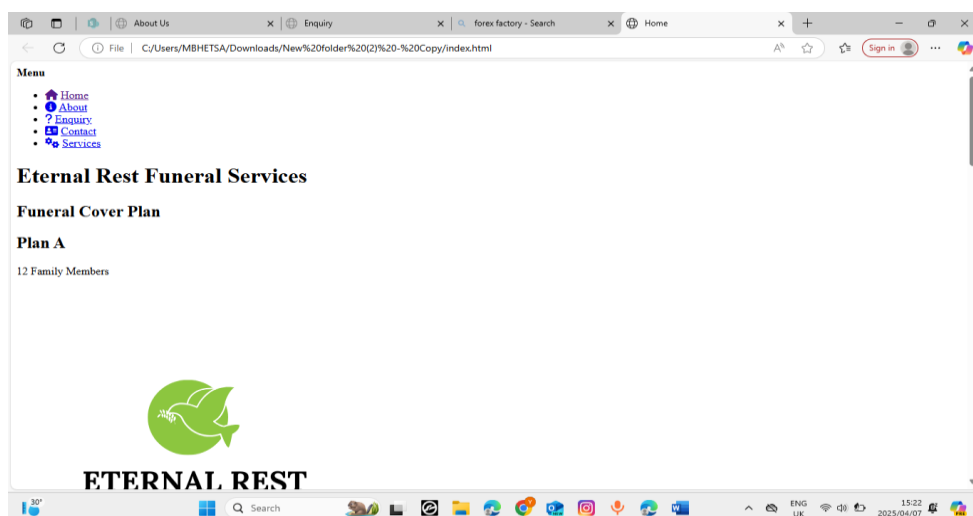 About Us
Enquiry
forex factory - Search
Home
File
C:/Users/MBHETSA/Downloads/New%20folder%20(2)%20-%20Copy/index.html
Sign in
Menu
Home
About
Enquiry
Contact
Services
Eternal Rest Funeral Services
Funeral Cover Plan
Plan A
12 Family Members
ETERNAL REST
30°
Search
ENG
UK
15:22
2025/04/07